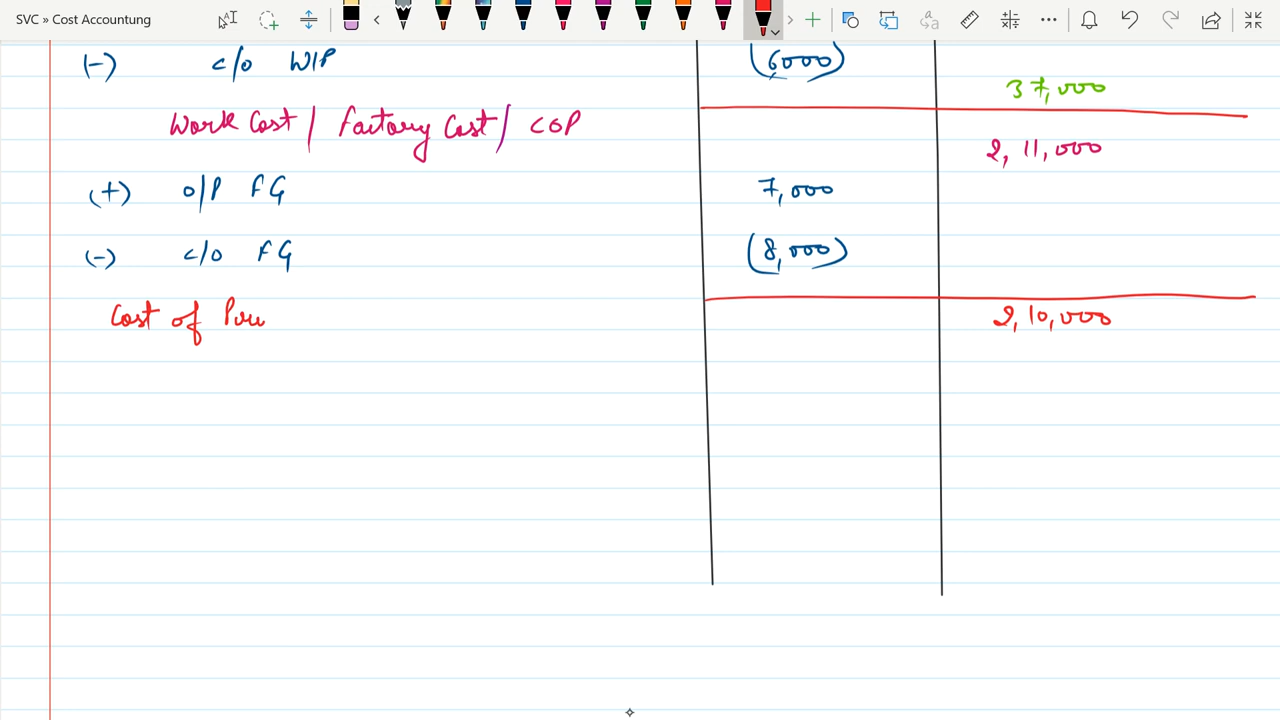 SVC » Cost Accountung
(-) c/o WIP (6000)
37,000
Work Cost / Factory Cost / COP
2,11,000
(+) o/p FG 7,000
(-) c/o FG (8,000)
Cost of 2,10,000